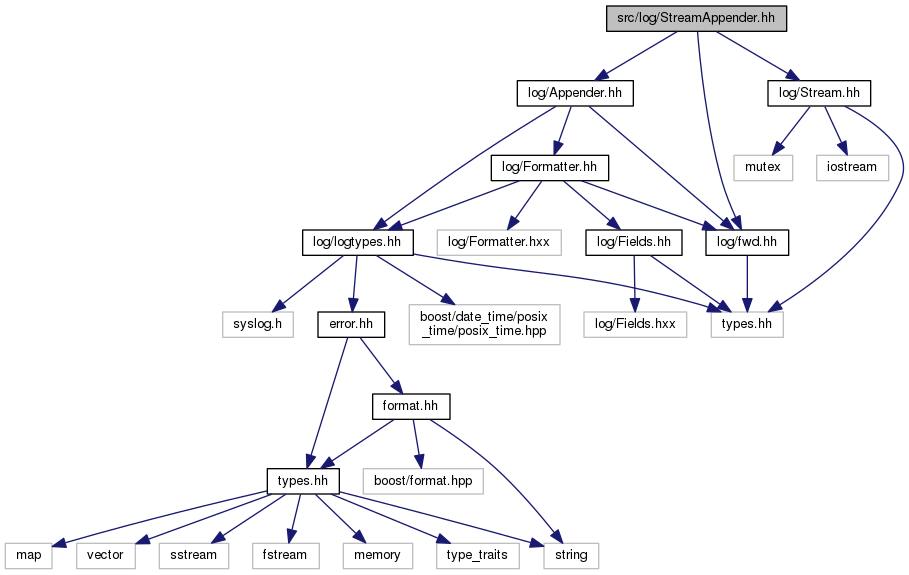 src/log/StreamAppender.hh
log/Appender.hh
log/Stream.hh
log/Formatter.hh
mutex
iostream
log/logtypes.hh
log/Formatter.hxx
log/Fields.hh
log/fwd.hh
syslog.h
error.hh
boost/date_time/posix
_time/posix_time.hpp
log/Fields.hxx
types.hh
format.hh
types.hh
boost/format.hpp
map
vector
sstream
fstream
memory
type_traits
string